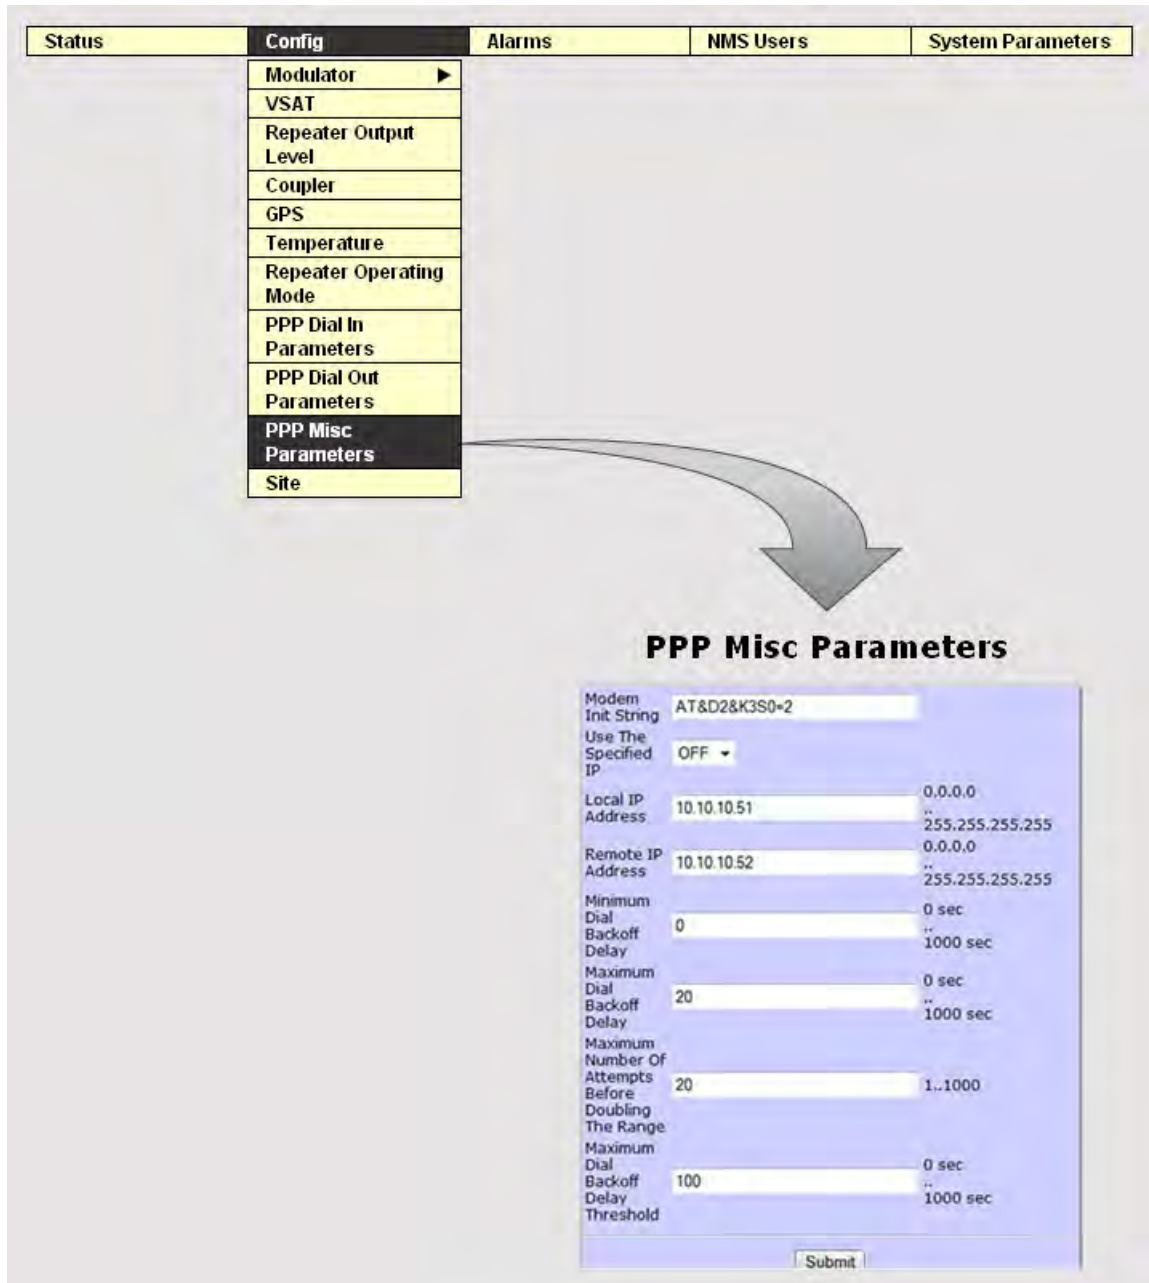 Status Config Alarms NMS Users System Parameters
Modulator
VSAT
Repeater Output
Level
Coupler
GPS
Temperature
Repeater Operating
Mode
PPP Dial In
Parameters
PPP Dial Out
Parameters
PPP Misc
Parameters
Site
PPP Misc Parameters
Modem
Init String
AT&D2&K3S0=2
Use The
Specified
IP
OFF
Local IP
Address
10.10.10.51
0.0.0.0
..
255.255.255.255
Remote IP
Address
10.10.10.52
0.0.0.0
..
255.255.255.255
Minimum
Dial
Backoff
Delay
0
0 sec
..
1000 sec
Maximum
Dial
Backoff
Delay
20
0 sec
..
1000 sec
Maximum
Number Of
Attempts
Before
Doubling
The Range
20
1..1000
Maximum
Dial
Backoff
Delay
Threshold
100
0 sec
..
1000 sec
Submit